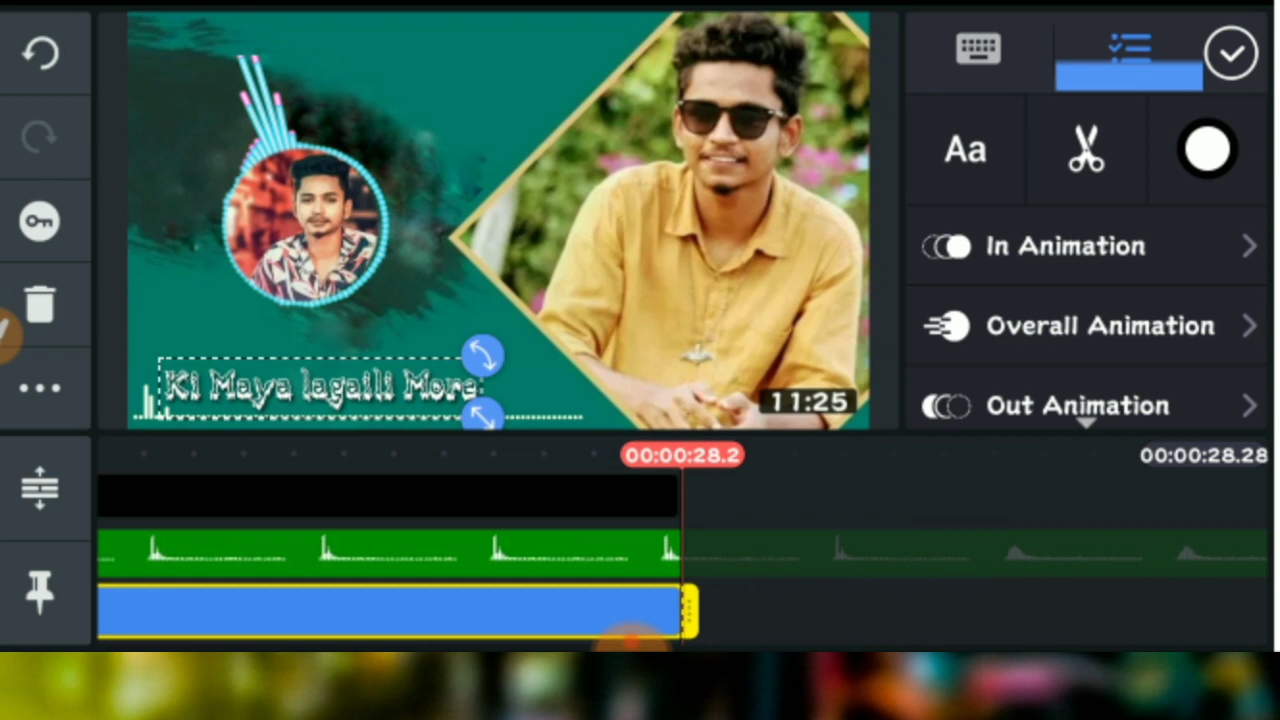 Aa
In Animation
Overall Animation
Out Animation
Ki Maya lagaili More
11:25
00:00:28.2
00:00:28.28